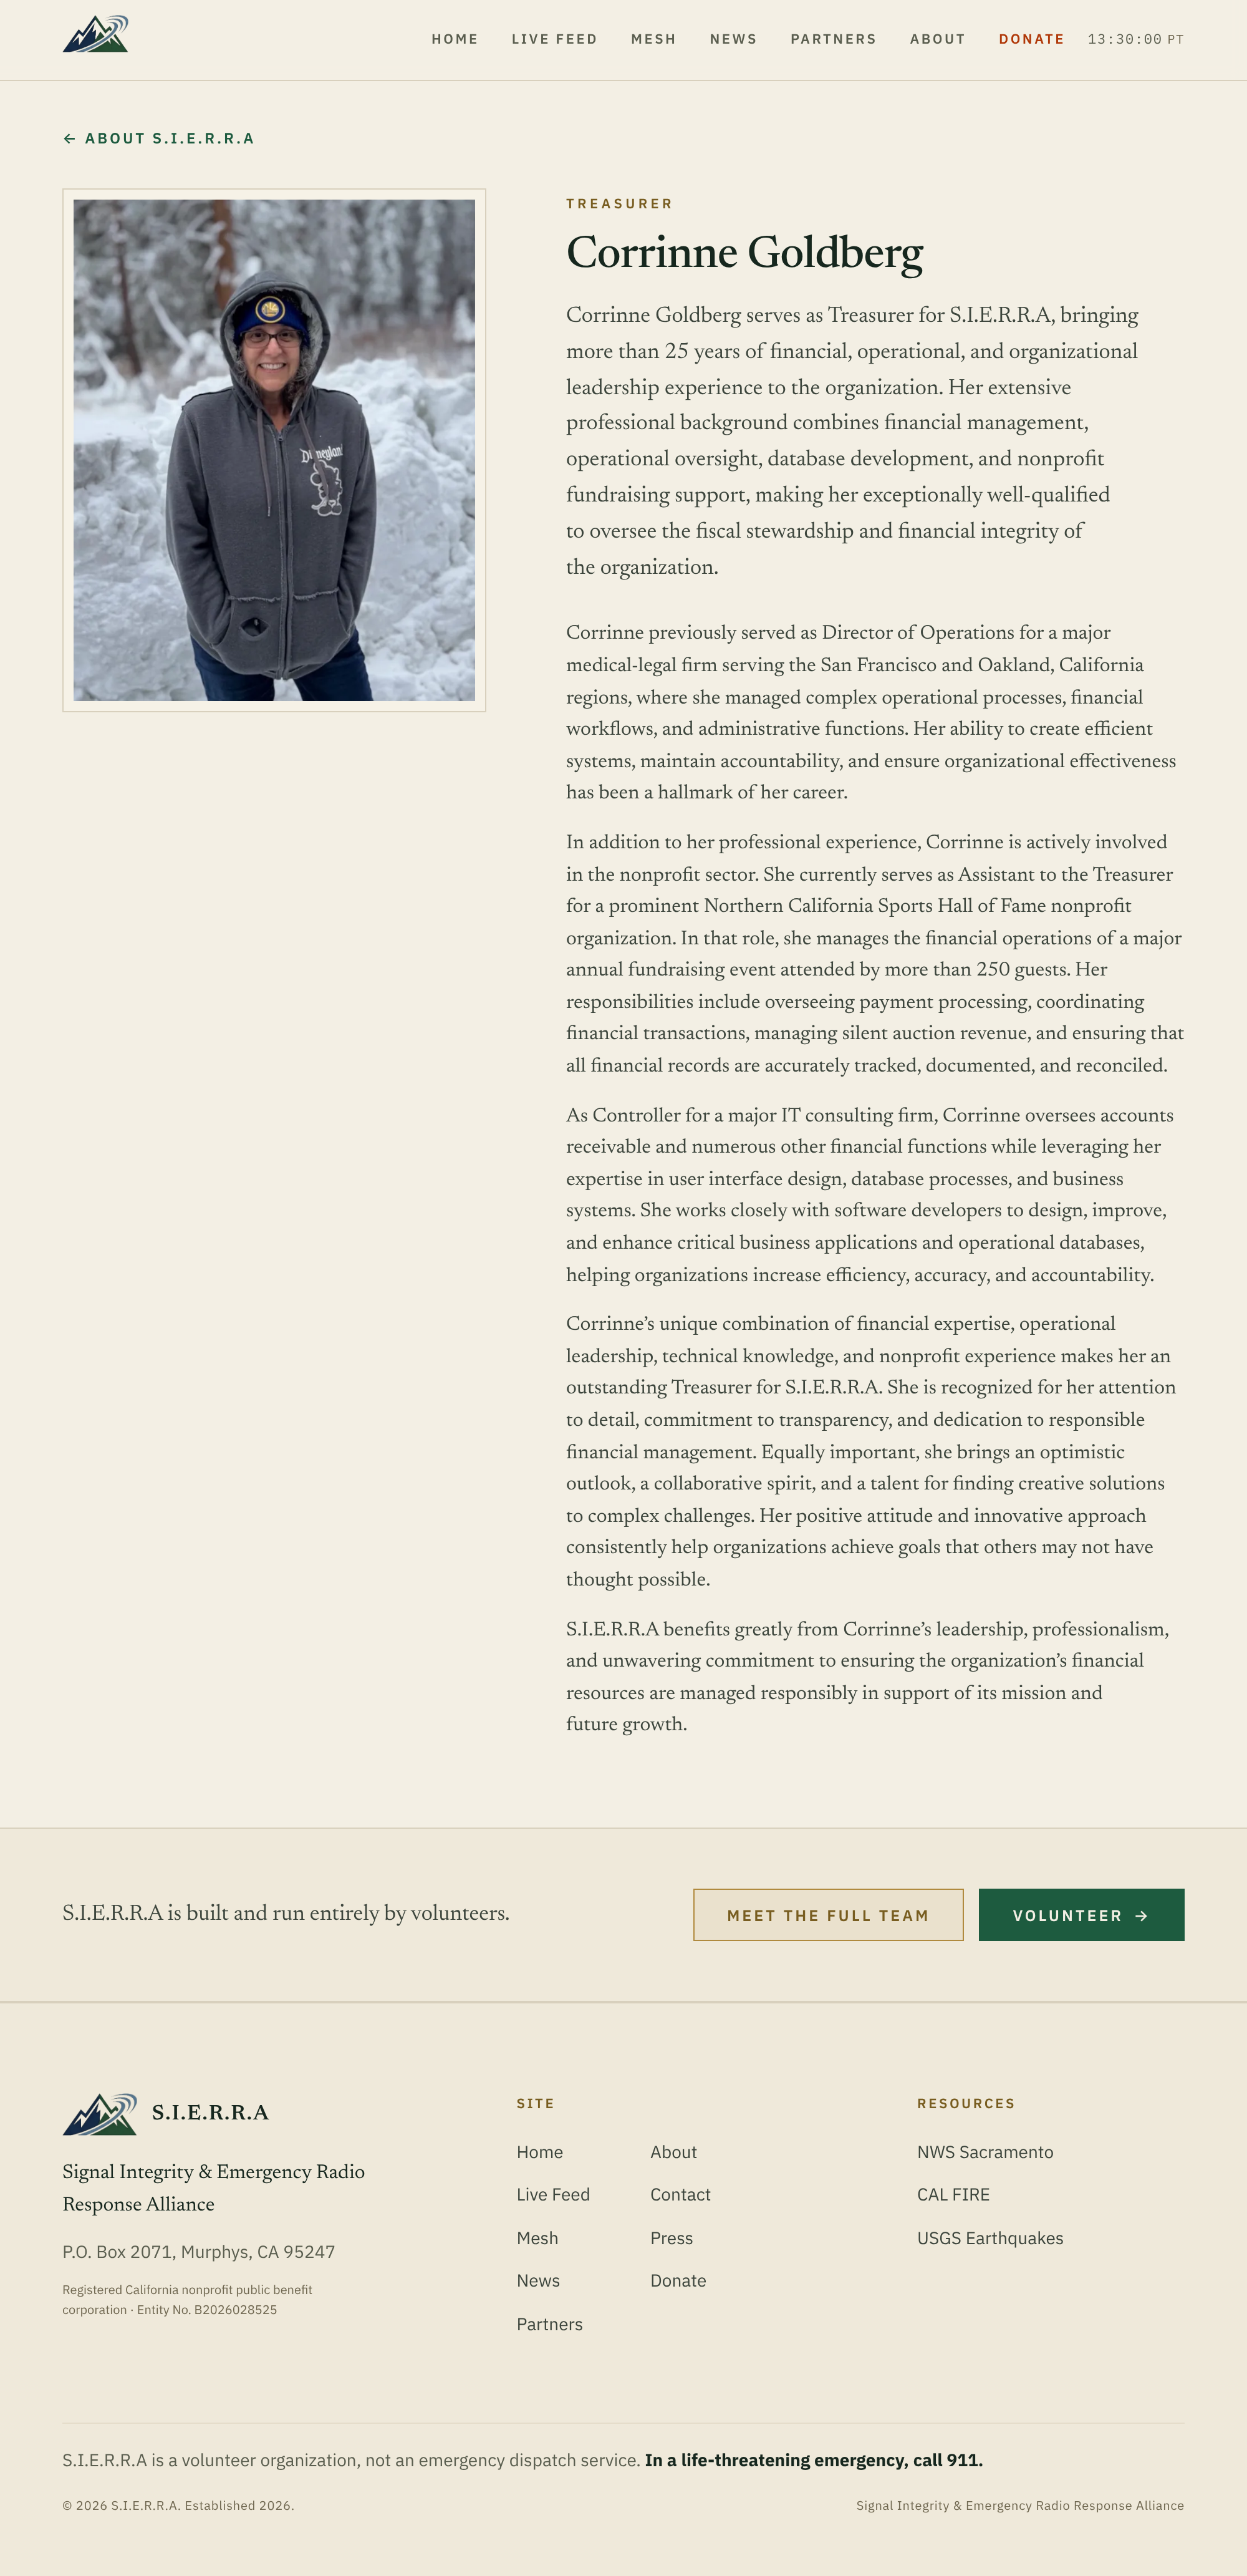 HOME LIVE FEED MESH NEWS PARTNERS ABOUT DONATE 13:30:00 PT
← ABOUT S.I.E.R.R.A
Disneyland
TREASURER
Corrinne Goldberg
Corrinne Goldberg serves as Treasurer for S.I.E.R.R.A, bringing
more than 25 years of financial, operational, and organizational
leadership experience to the organization. Her extensive
professional background combines financial management,
operational oversight, database development, and nonprofit
fundraising support, making her exceptionally well-qualified
to oversee the fiscal stewardship and financial integrity of
the organization.
Corrinne previously served as Director of Operations for a major
medical-legal firm serving the San Francisco and Oakland, California
regions, where she managed complex operational processes, financial
workflows, and administrative functions. Her ability to create efficient
systems, maintain accountability, and ensure organizational effectiveness
has been a hallmark of her career.
In addition to her professional experience, Corrinne is actively involved
in the nonprofit sector. She currently serves as Assistant to the Treasurer
for a prominent Northern California Sports Hall of Fame nonprofit
organization. In that role, she manages the financial operations of a major
annual fundraising event attended by more than 250 guests. Her
responsibilities include overseeing payment processing, coordinating
financial transactions, managing silent auction revenue, and ensuring that
all financial records are accurately tracked, documented, and reconciled.
As Controller for a major IT consulting firm, Corrinne oversees accounts
receivable and numerous other financial functions while leveraging her
expertise in user interface design, database processes, and business
systems. She works closely with software developers to design, improve,
and enhance critical business applications and operational databases,
helping organizations increase efficiency, accuracy, and accountability.
Corrinne’s unique combination of financial expertise, operational
leadership, technical knowledge, and nonprofit experience makes her an
outstanding Treasurer for S.I.E.R.R.A. She is recognized for her attention
to detail, commitment to transparency, and dedication to responsible
financial management. Equally important, she brings an optimistic
outlook, a collaborative spirit, and a talent for finding creative solutions
to complex challenges. Her positive attitude and innovative approach
consistently help organizations achieve goals that others may not have
thought possible.
S.I.E.R.R.A benefits greatly from Corrinne’s leadership, professionalism,
and unwavering commitment to ensuring the organization’s financial
resources are managed responsibly in support of its mission and
future growth.
S.I.E.R.R.A is built and run entirely by volunteers.
MEET THE FULL TEAM
VOLUNTEER →
S.I.E.R.R.A
Signal Integrity & Emergency Radio
Response Alliance
P.O. Box 2071, Murphys, CA 95247
Registered California nonprofit public benefit
corporation · Entity No. B2026028525
SITE
Home
Live Feed
Mesh
News
Partners
About
Contact
Press
Donate
RESOURCES
NWS Sacramento
CAL FIRE
USGS Earthquakes
S.I.E.R.R.A is a volunteer organization, not an emergency dispatch service. In a life-threatening emergency, call 911.
© 2026 S.I.E.R.R.A. Established 2026.
Signal Integrity & Emergency Radio Response Alliance